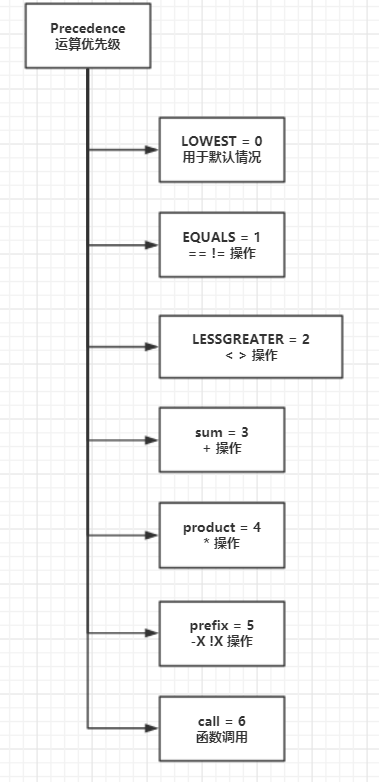 Precedence
运算优先级
LOWEST = 0
用于默认情况
EQUALS = 1
== != 操作
LESSGREATER = 2
< > 操作
sum = 3
+ 操作
product = 4
* 操作
prefix = 5
-X !X 操作
call = 6
函数调用